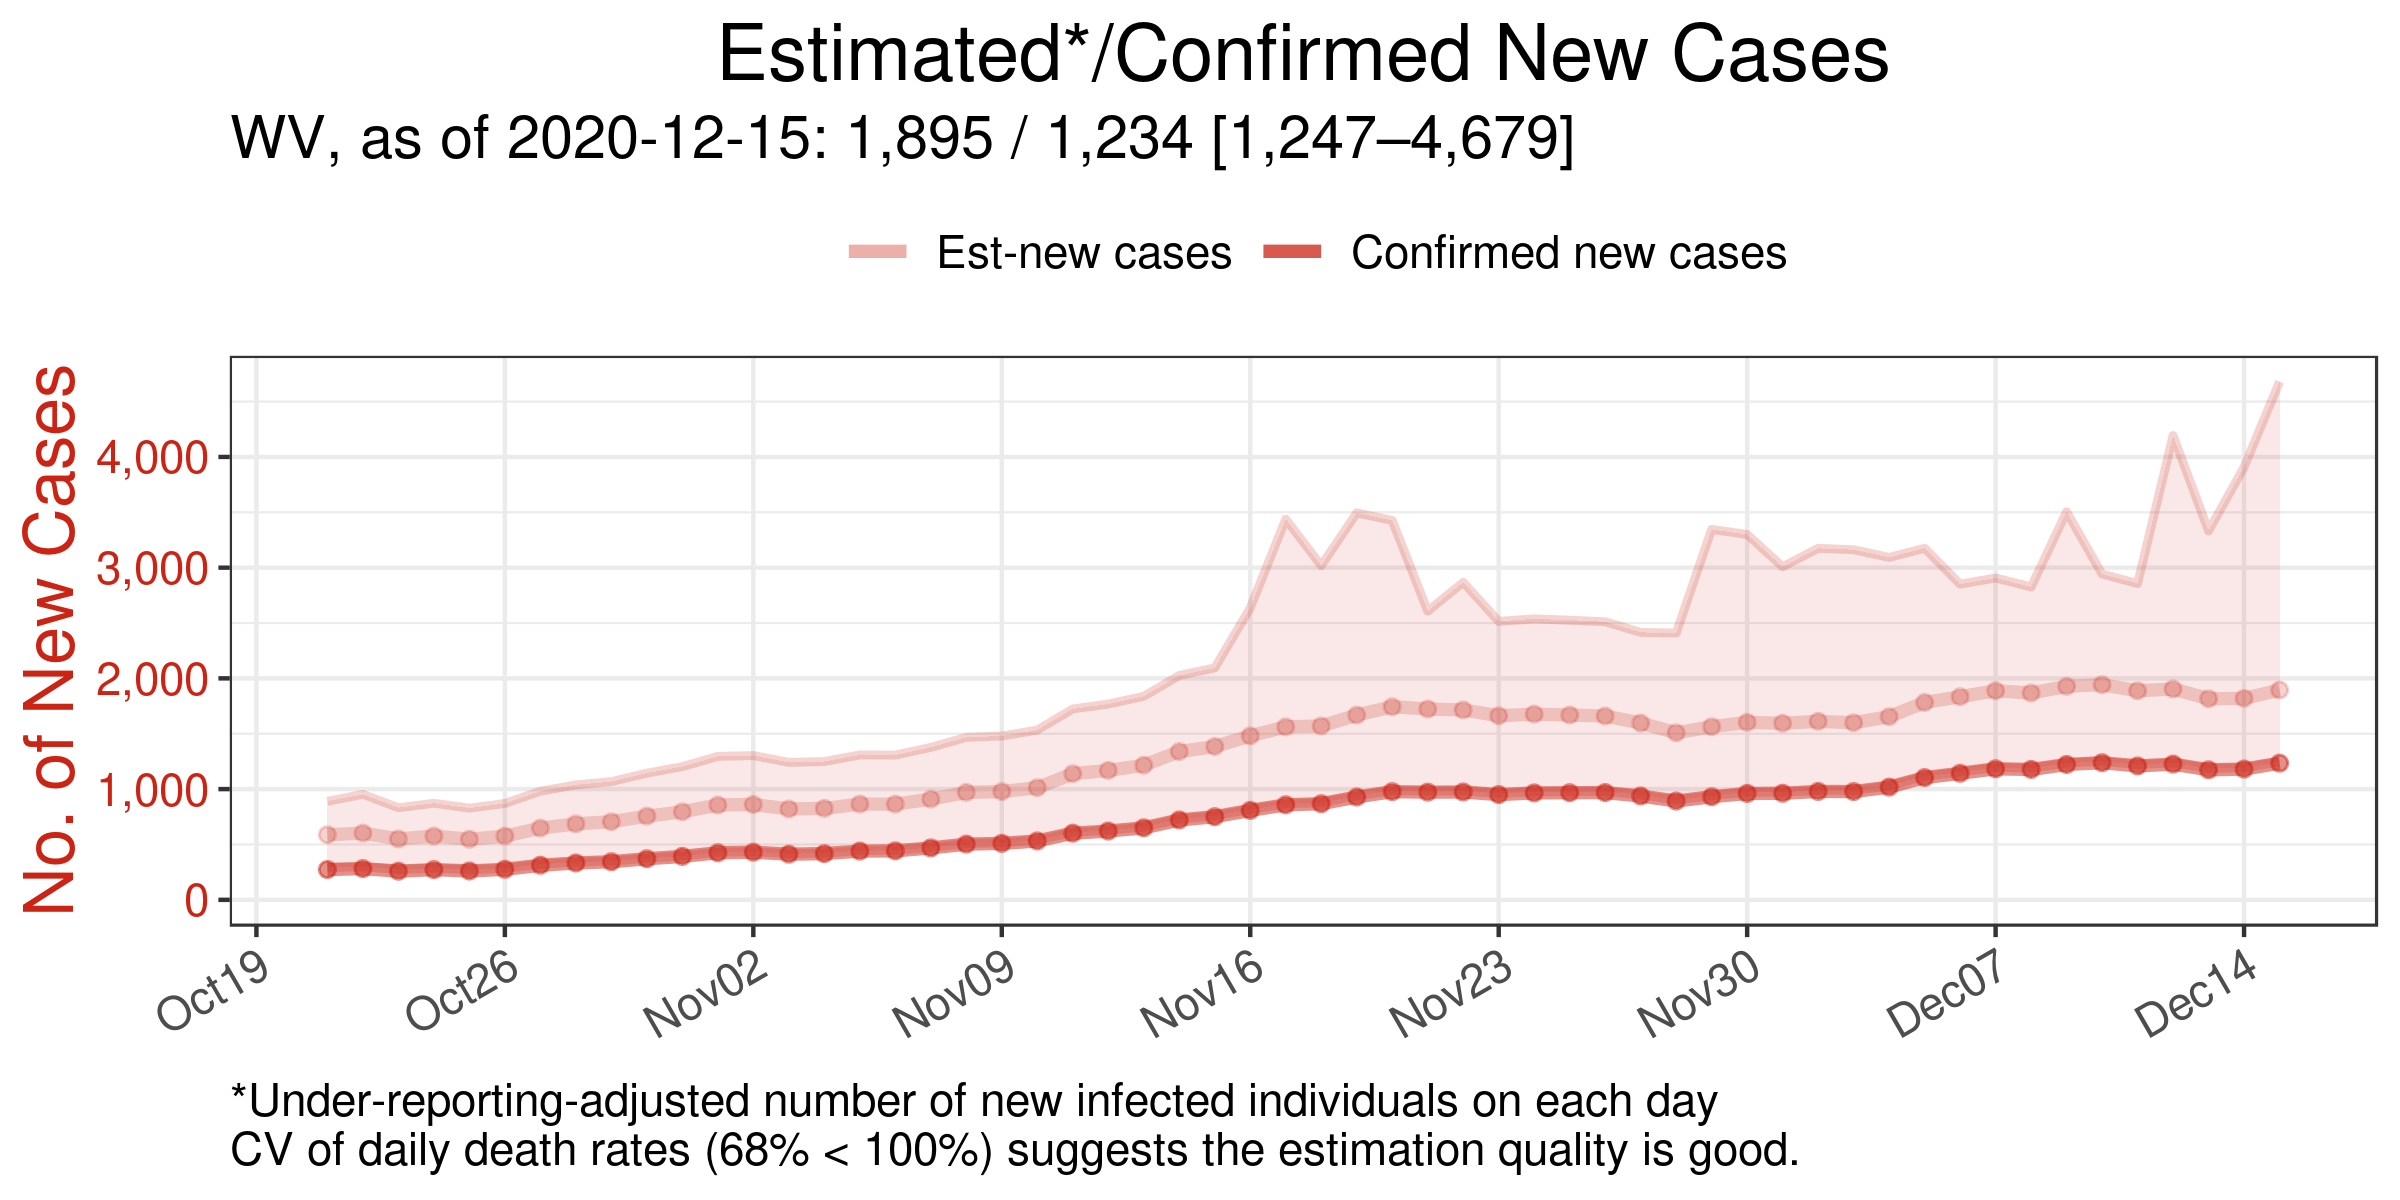 Estimated*/Confirmed New Cases
WV, as of 2020-12-15: 1,895 / 1,234 [1,247–4,679]
Est-new cases
Confirmed new cases
No. of New Cases
4,000
3,000
2,000
1,000
0
Oct19
Oct26
Nov02
Nov09
Nov16
Nov23
Nov30
Dec07
Dec14
*Under-reporting-adjusted number of new infected individuals on each day
CV of daily death rates (68% < 100%) suggests the estimation quality is good.